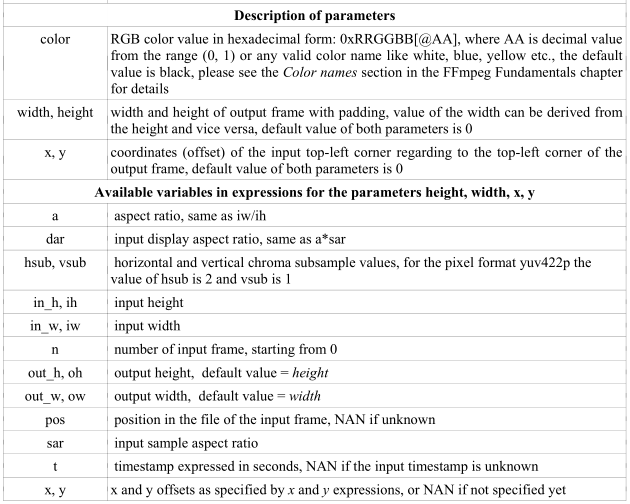 Description of parameters
color RGB color value in hexadecimal form: 0xRRGGBB[@AA], where AA is decimal value
from the range (0, 1) or any valid color name like white, blue, yellow etc., the default
value is black, please see the Color names section in the FFmpeg Fundamentals chapter
for details
width, height width and height of output frame with padding, value of the width can be derived from
the height and vice versa, default value of both parameters is 0
x, y coordinates (offset) of the input top-left corner regarding to the top-left corner of the
output frame, default value of both parameters is 0
Available variables in expressions for the parameters height, width, x, y
a aspect ratio, same as iw/ih
dar input display aspect ratio, same as a*sar
hsub, vsub horizontal and vertical chroma subsample values, for the pixel format yuv422p the
value of hsub is 2 and vsub is 1
in_h, ih input height
in_w, iw input width
n number of input frame, starting from 0
out_h, oh output height, default value = height
out_w, ow output width, default value = width
pos position in the file of the input frame, NAN if unknown
sar input sample aspect ratio
t timestamp expressed in seconds, NAN if the input timestamp is unknown
x, y x and y offsets as specified by x and y expressions, or NAN if not specified yet